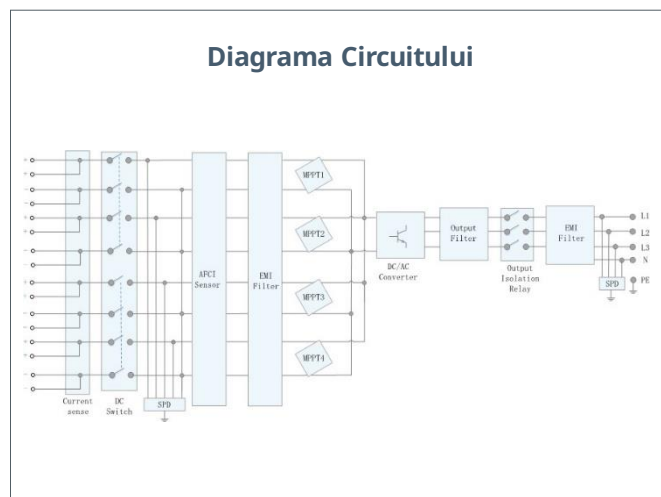 Diagrama Circuitului
MPPT1
MPPT2
MPPT3
MPPT4
AFCI
Sensor
EMI
Filter
DC/AC
Converter
Output
Filter
Output
Isolation
Relay
EMI
Filter
L1
L2
L3
N
SPD
PE
Current
sense
DC
Switch
SPD